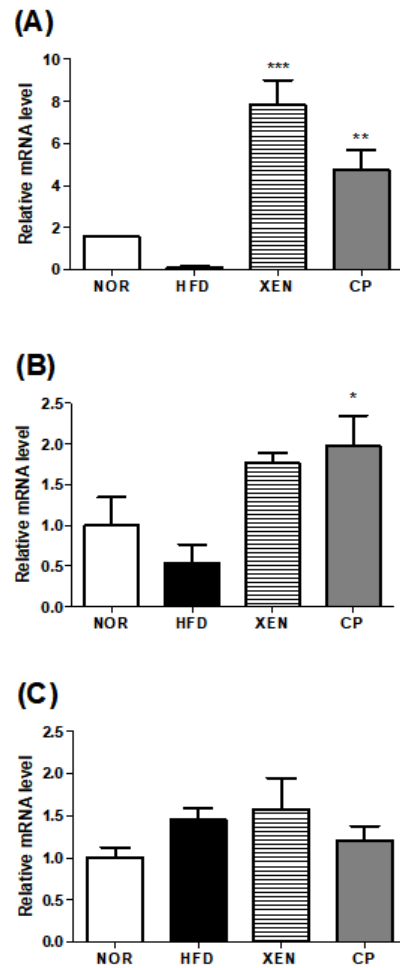 (A)
Relative mRNA level
10
8
6
4
2
0
***
**
NOR HFD XEN CP
(B)
Relative mRNA level
2.5
2.0
1.5
1.0
0.5
0.0
*
NOR HFD XEN CP
(C)
Relative mRNA level
2.5
2.0
1.5
1.0
0.5
0.0
NOR HFD XEN CP